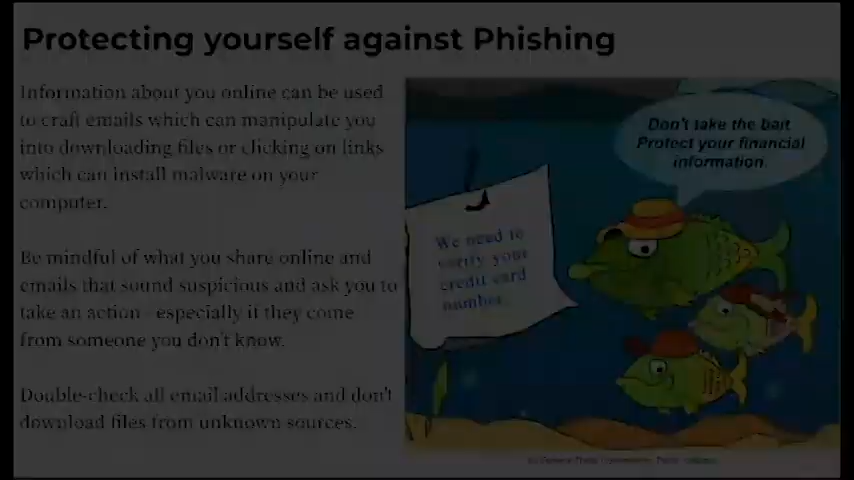 Protecting yourself against Phishing
Information about you online can be used
to craft emails which can manipulate you
into downloading files or clicking on links
which can install malware on your
computer.
Be mindful of what you share online and
emails that sound suspicious and ask you to
take an action - especially if they come
from someone you don't know.
Double-check all email addresses and don't
download files from unknown sources.
Don't take the bait.
Protect your financial
information.
We need to
verify your
credit card
number.